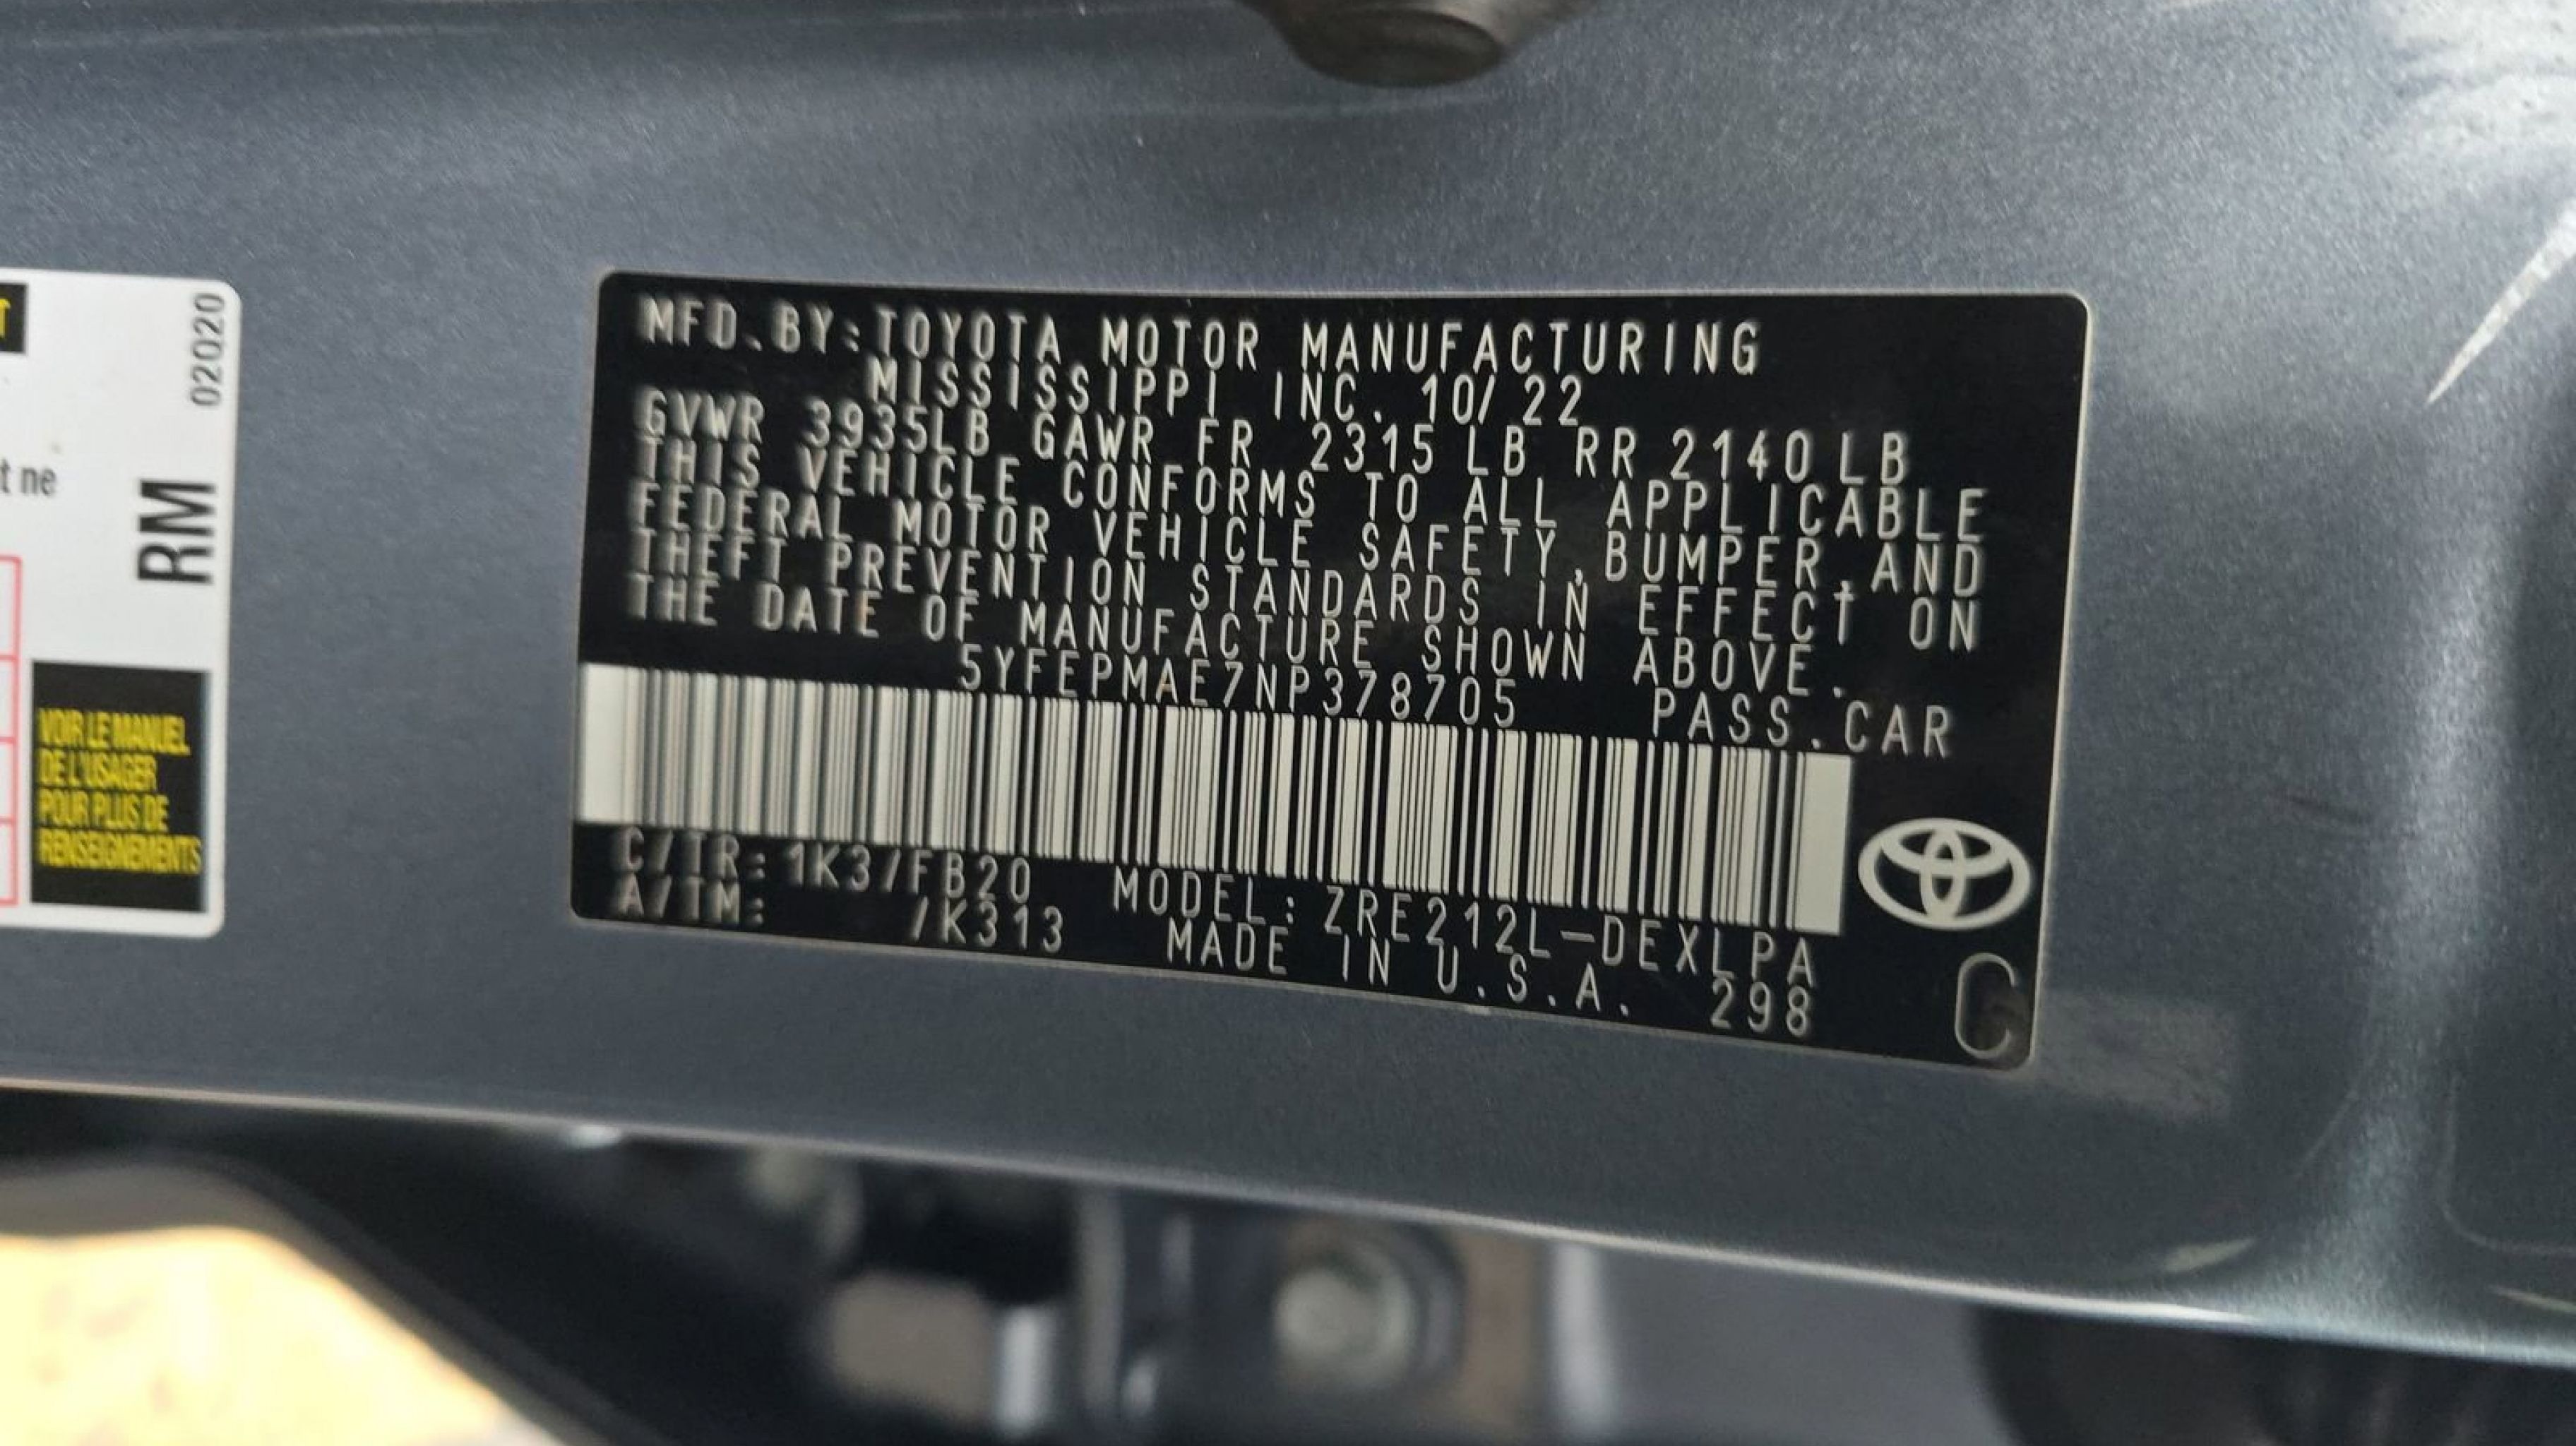 T
t ne
RM
02020
VOIR LE MANUEL
DE L'USAGER
POUR PLUS DE
RENSEIGNEMENTS
MFD.BY:TOYOTA MOTOR MANUFACTURING
MISSISSIPPI INC. 10/22
GVWR 3935LB GAWR FR 2315LB RR 2140LB
THIS VEHICLE CONFORMS TO ALL APPLICABLE
FEDERAL MOTOR VEHICLE SAFETY,BUMPER,AND
THEFT PREVENTION STANDARDS IN EFFECT ON
THE DATE OF MANUFACTURE SHOWN ABOVE.
5YFEPMAE7NP378705 PASS.CAR
C/TR:1K3/FB20 MODEL:ZRE212L-DEXLPA
A/TM: /K313 MADE IN U.S.A. 298
C